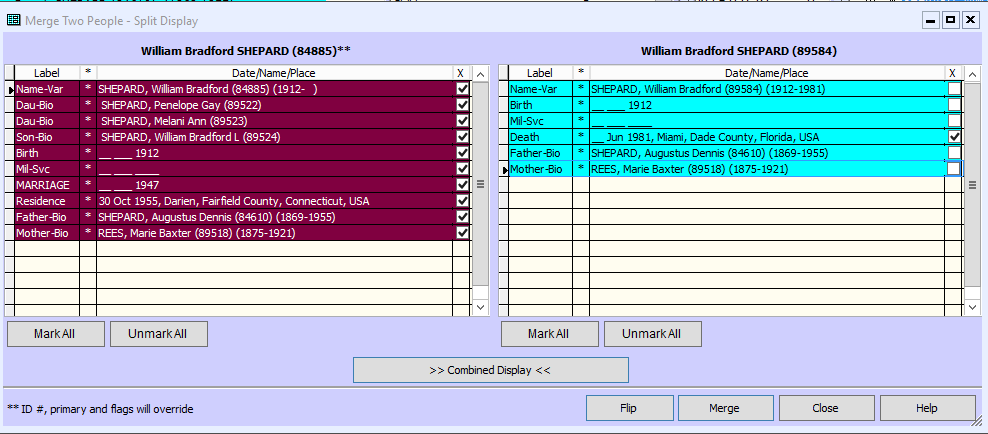 Merge Two People - Split Display
William Bradford SHEPARD (84885)**
Label * Date/Name/Place X
Name-Var * SHEPARD, William Bradford (84885) (1912- )
Dau-Bio * SHEPARD, Penelope Gay (89522)
Dau-Bio * SHEPARD, Melani Ann (89523)
Son-Bio * SHEPARD, William Bradford L (89524)
Birth * __ ___ 1912
Mil-Svc * __ ___ ____
MARRIAGE * __ ___ 1947
Residence * 30 Oct 1955, Darien, Fairfield County, Connecticut, USA
Father-Bio * SHEPARD, Augustus Dennis (84610) (1869-1955)
Mother-Bio * REES, Marie Baxter (89518) (1875-1921)
Mark All Unmark All
William Bradford SHEPARD (89584)
Label * Date/Name/Place X
Name-Var * SHEPARD, William Bradford (89584) (1912-1981)
Birth * __ ___ 1912
Mil-Svc * __ ___ ____
Death * __ Jun 1981, Miami, Dade County, Florida, USA
Father-Bio * SHEPARD, Augustus Dennis (84610) (1869-1955)
Mother-Bio * REES, Marie Baxter (89518) (1875-1921)
Mark All Unmark All
>> Combined Display <<
** ID #, primary and flags will override
Flip Merge Close Help